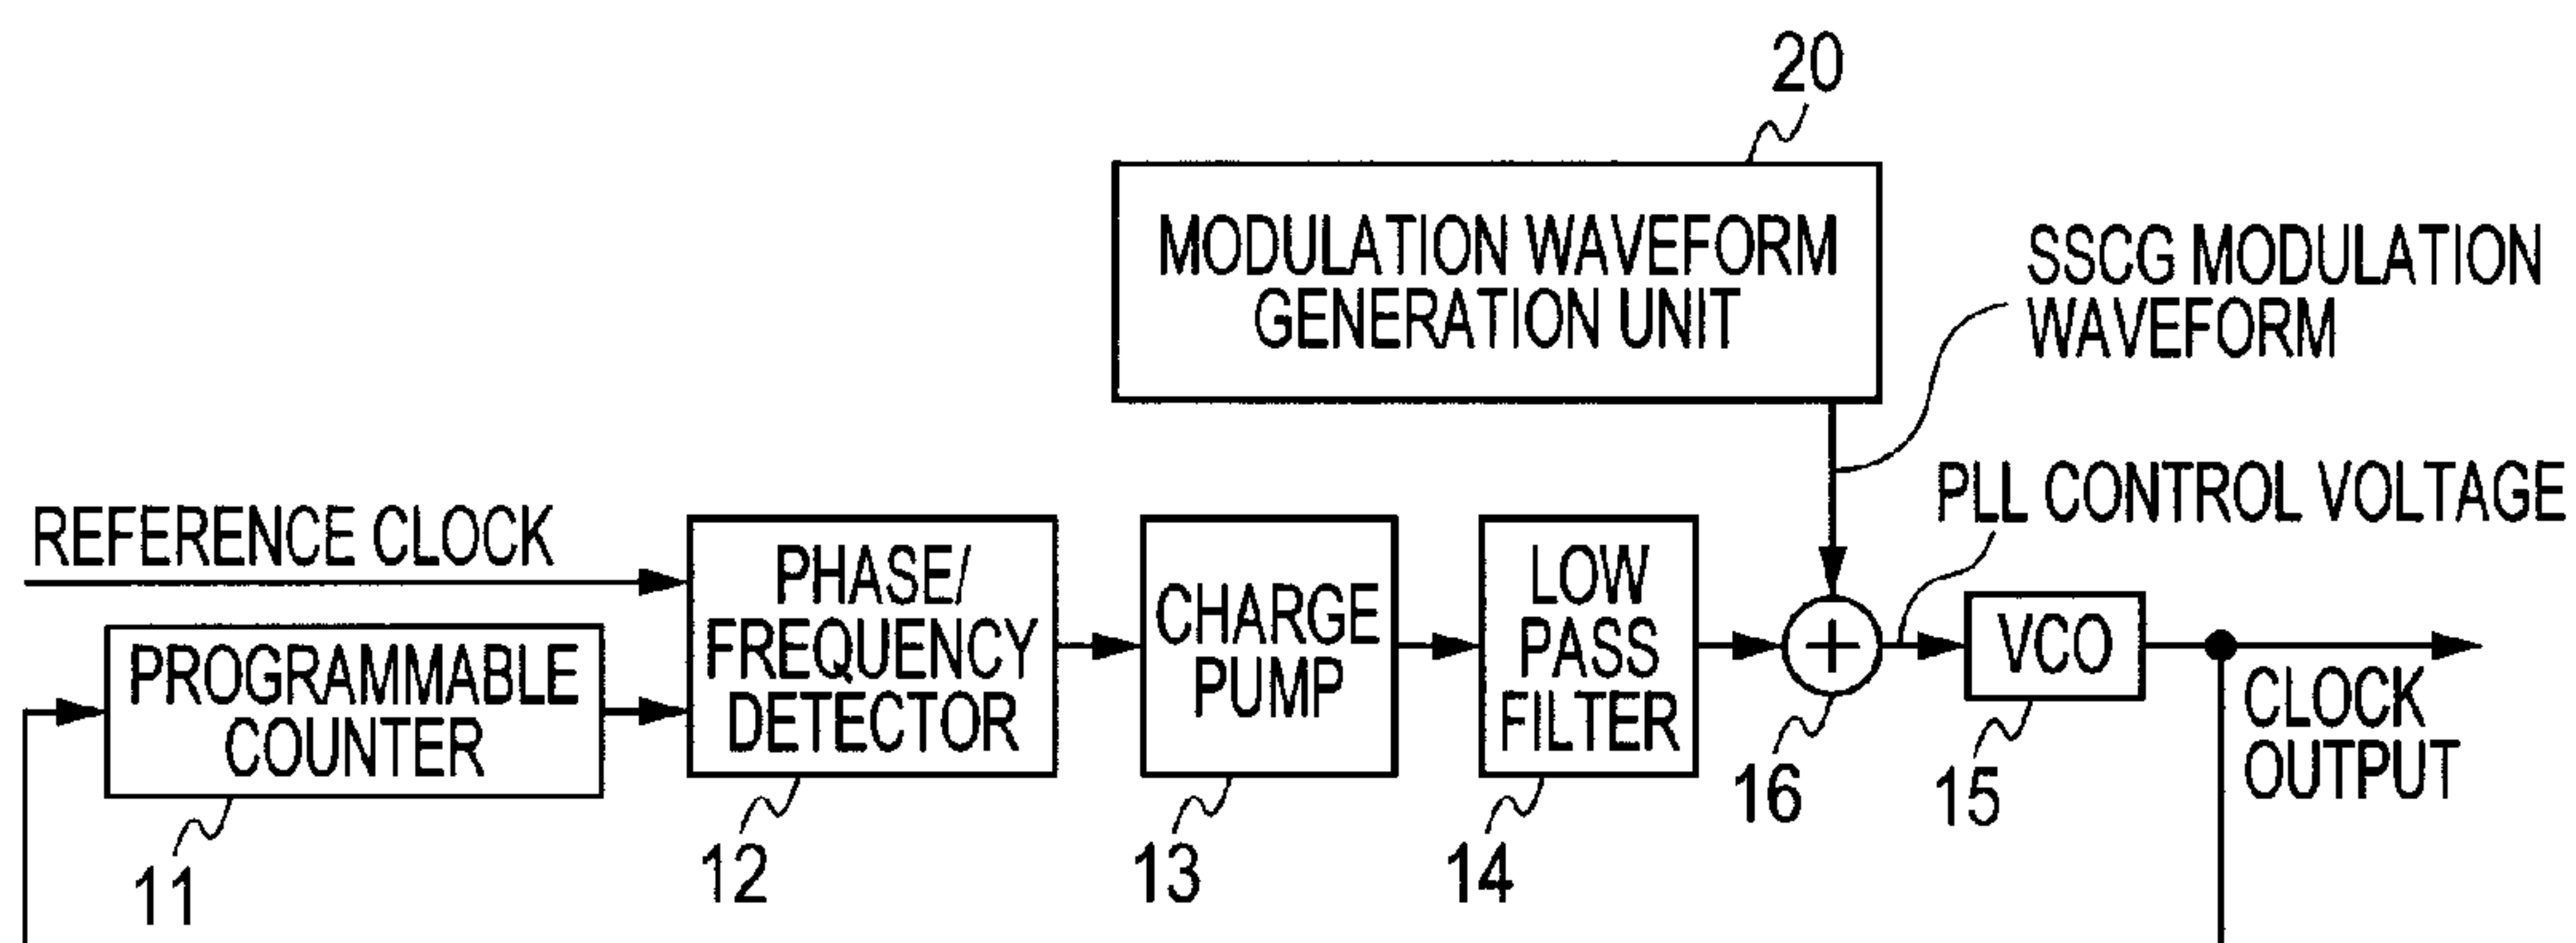 20
MODULATION WAVEFORM
GENERATION UNIT
SSCG MODULATION
WAVEFORM
PLL CONTROL VOLTAGE
REFERENCE CLOCK
PROGRAMMABLE
COUNTER
PHASE/
FREQUENCY
DETECTOR
CHARGE
PUMP
LOW
PASS
FILTER
+
VCO
CLOCK
OUTPUT
11
12
13
14
16
15